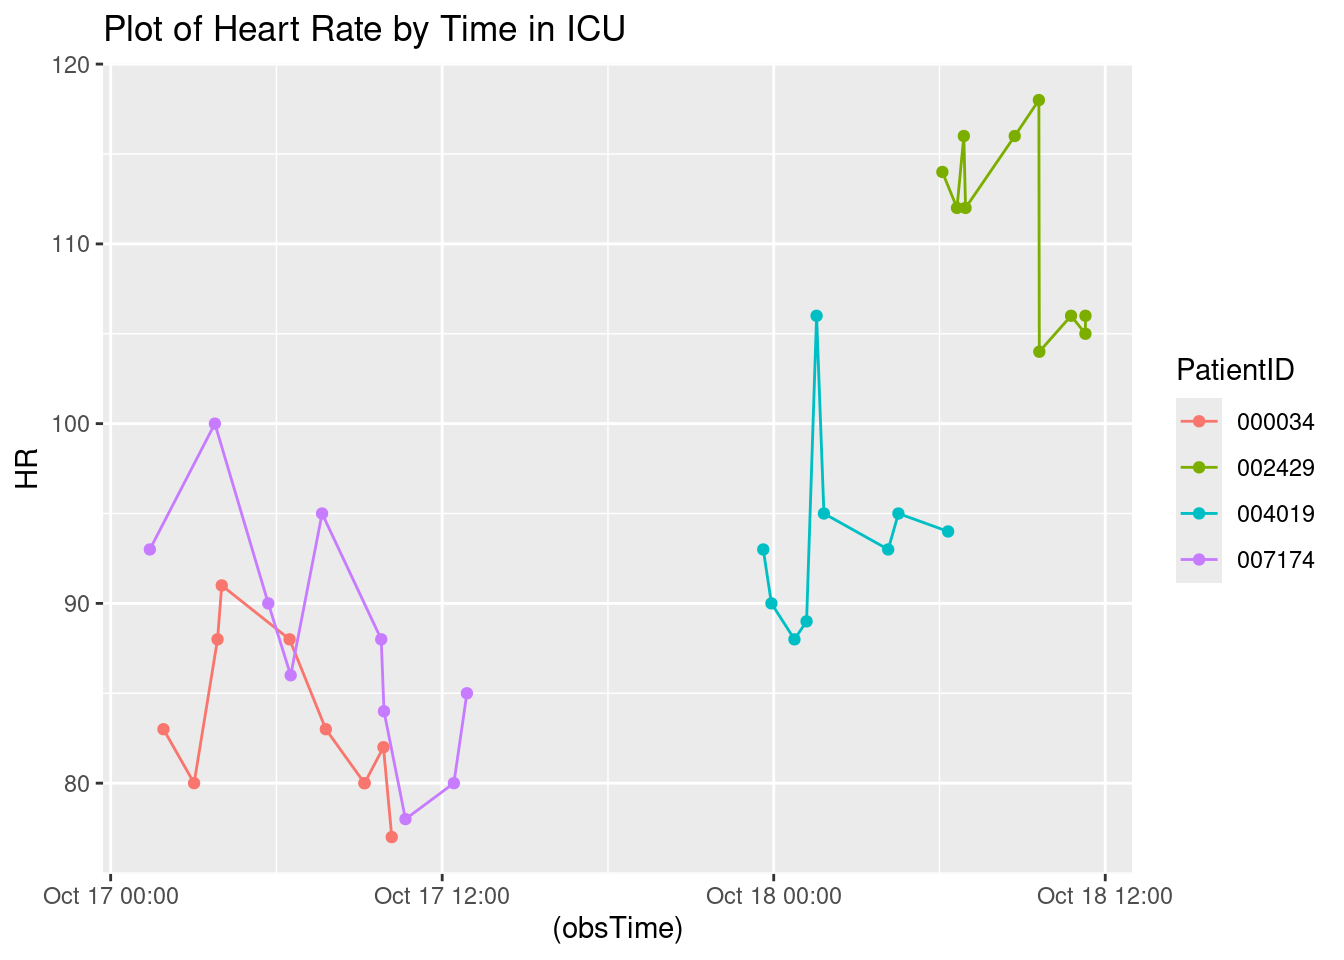 Plot of Heart Rate by Time in ICU
120
110
100
90
80
HR
Oct 17 00:00
Oct 17 12:00
Oct 18 00:00
Oct 18 12:00
(obsTime)
PatientID
000034
002429
004019
007174